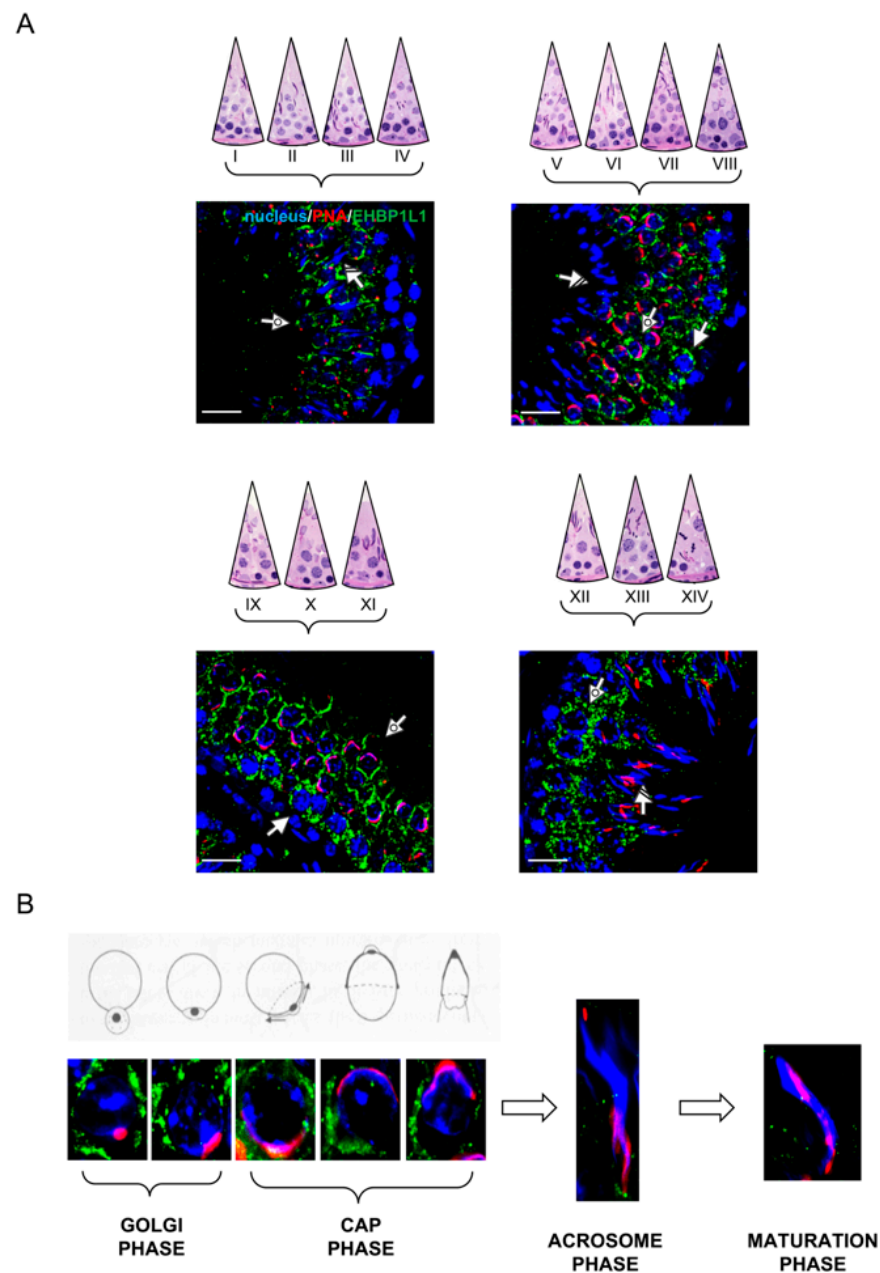 A
I II III IV
V VI VII VIII
nucleus/PNA/EHBP1L1
IX X XI
XII XIII XIV
B
GOLGI
PHASE
CAP
PHASE
ACROSOME
PHASE
MATURATION
PHASE